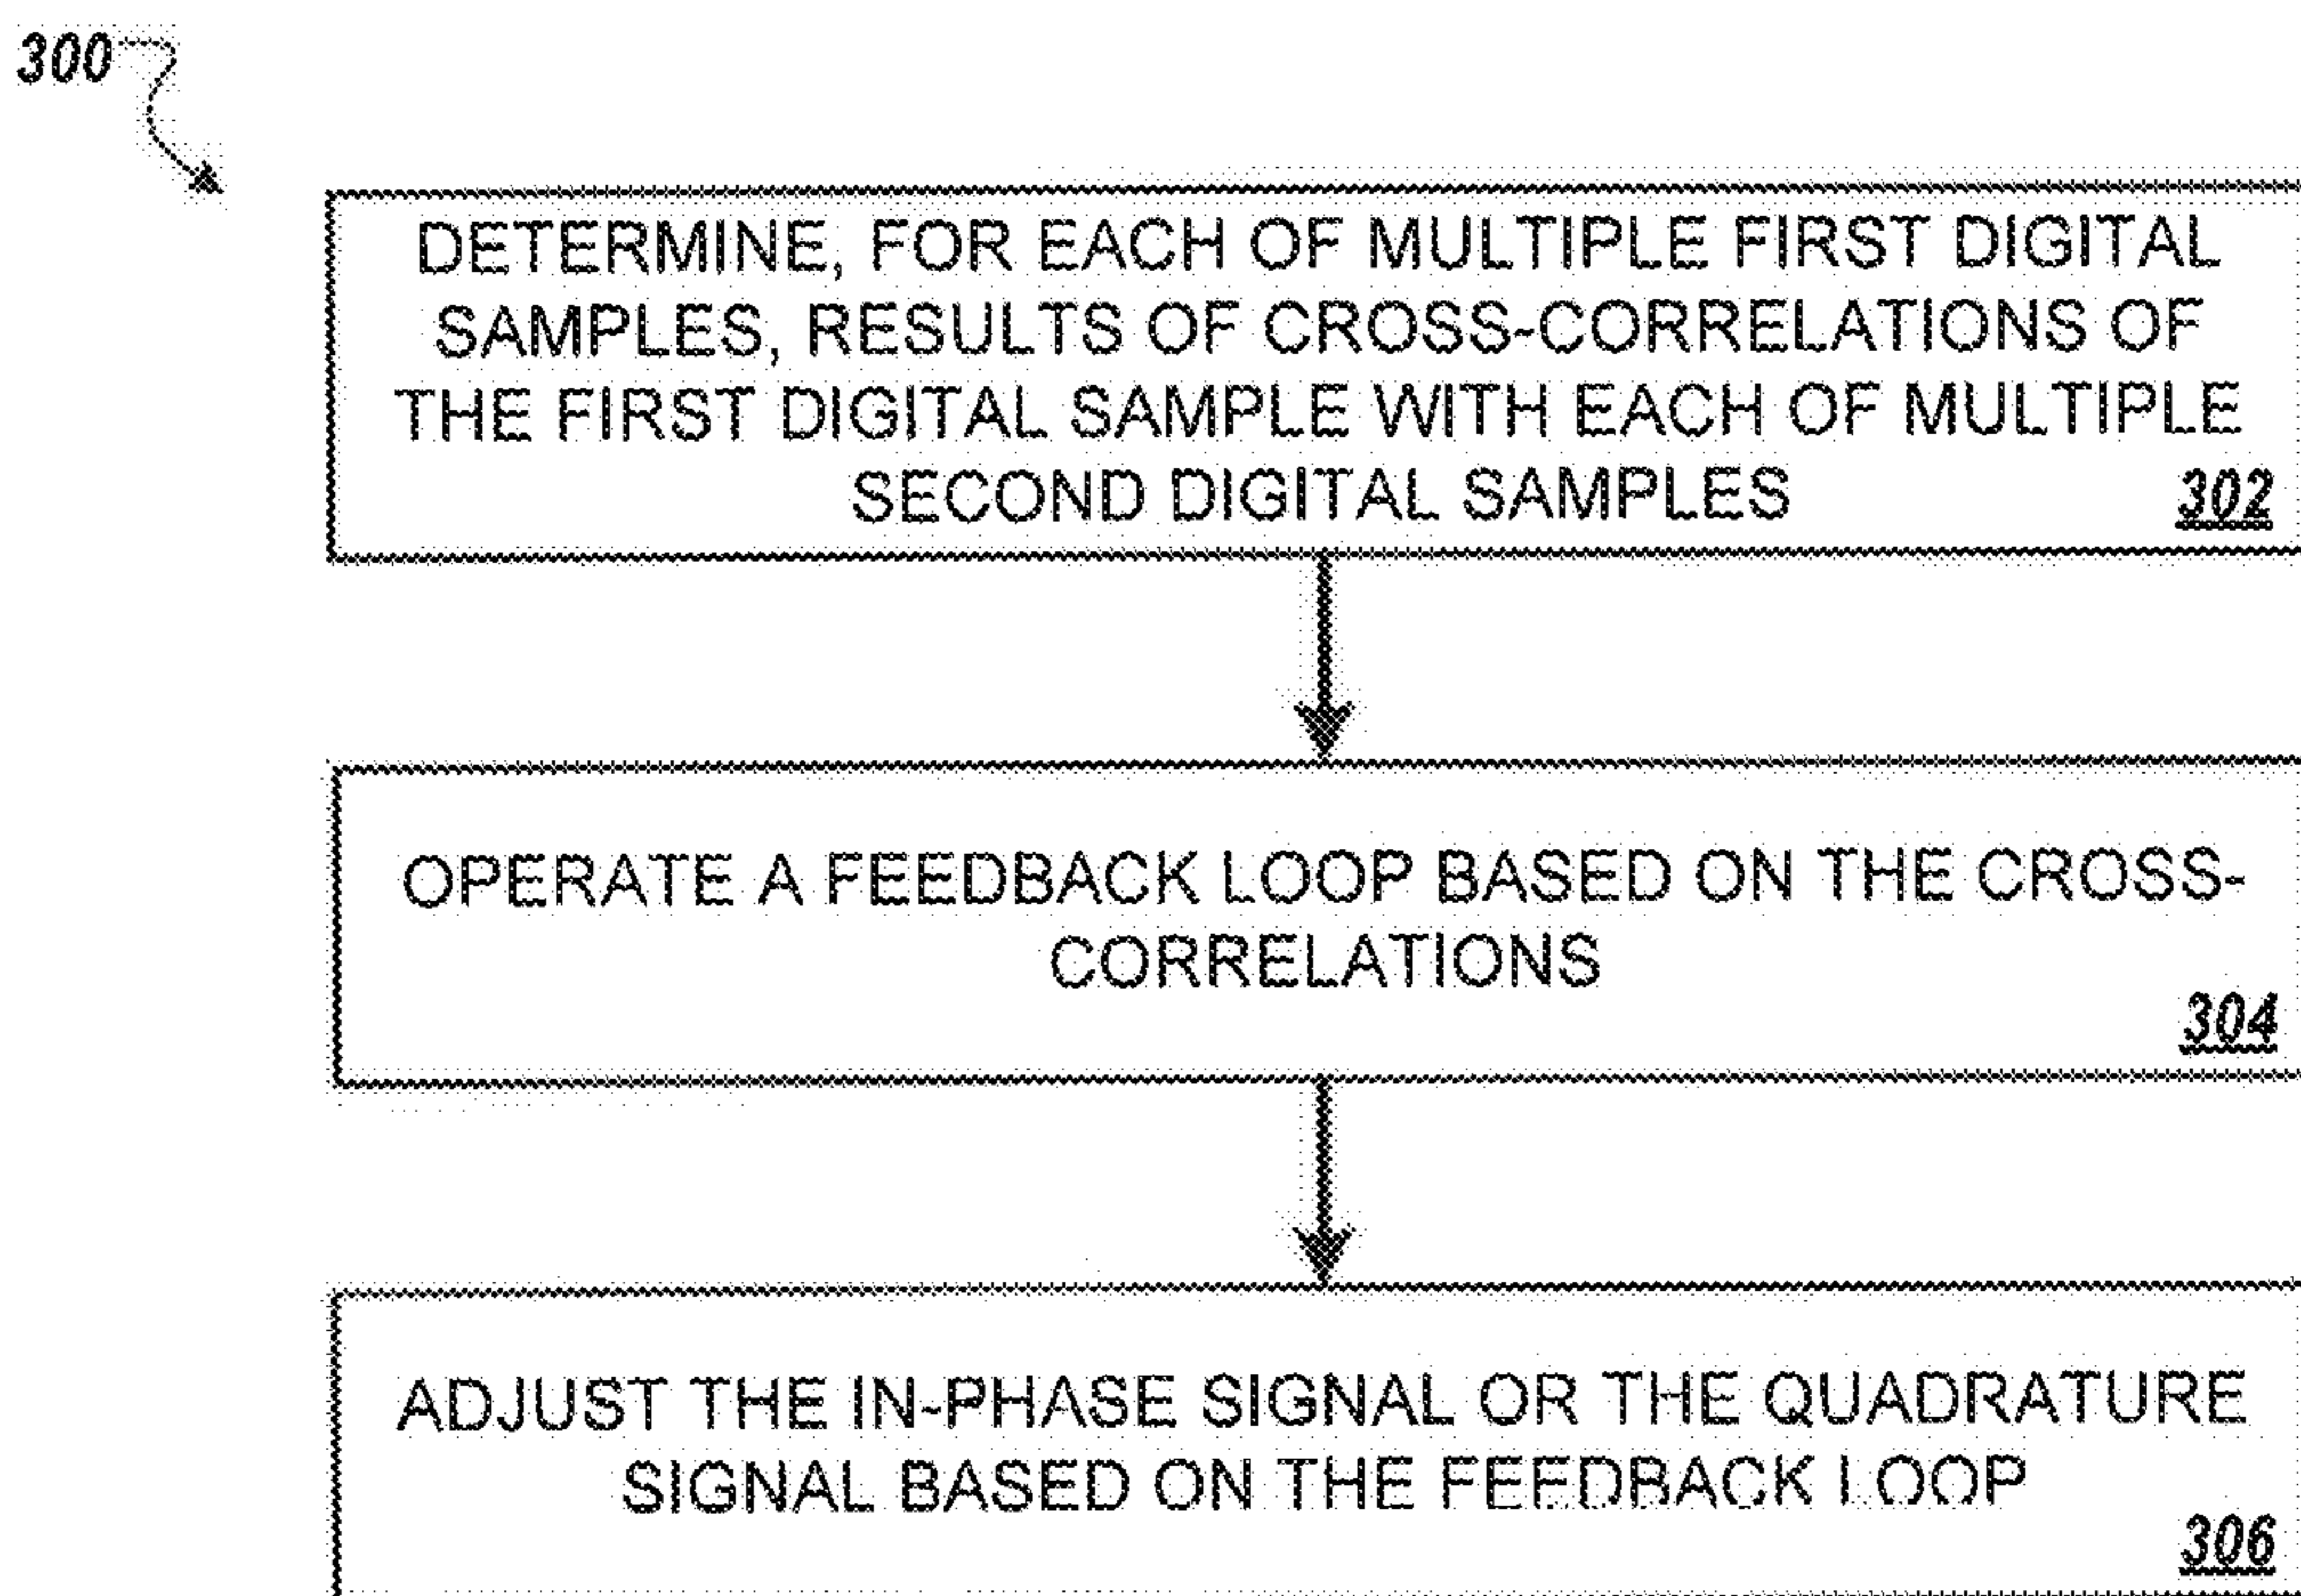 300
DETERMINE, FOR EACH OF MULTIPLE FIRST DIGITAL
SAMPLES, RESULTS OF CROSS-CORRELATIONS OF
THE FIRST DIGITAL SAMPLE WITH EACH OF MULTIPLE
SECOND DIGITAL SAMPLES
302
OPERATE A FEEDBACK LOOP BASED ON THE CROSS-
CORRELATIONS
304
ADJUST THE IN-PHASE SIGNAL OR THE QUADRATURE
SIGNAL BASED ON THE FEEDBACK LOOP
306